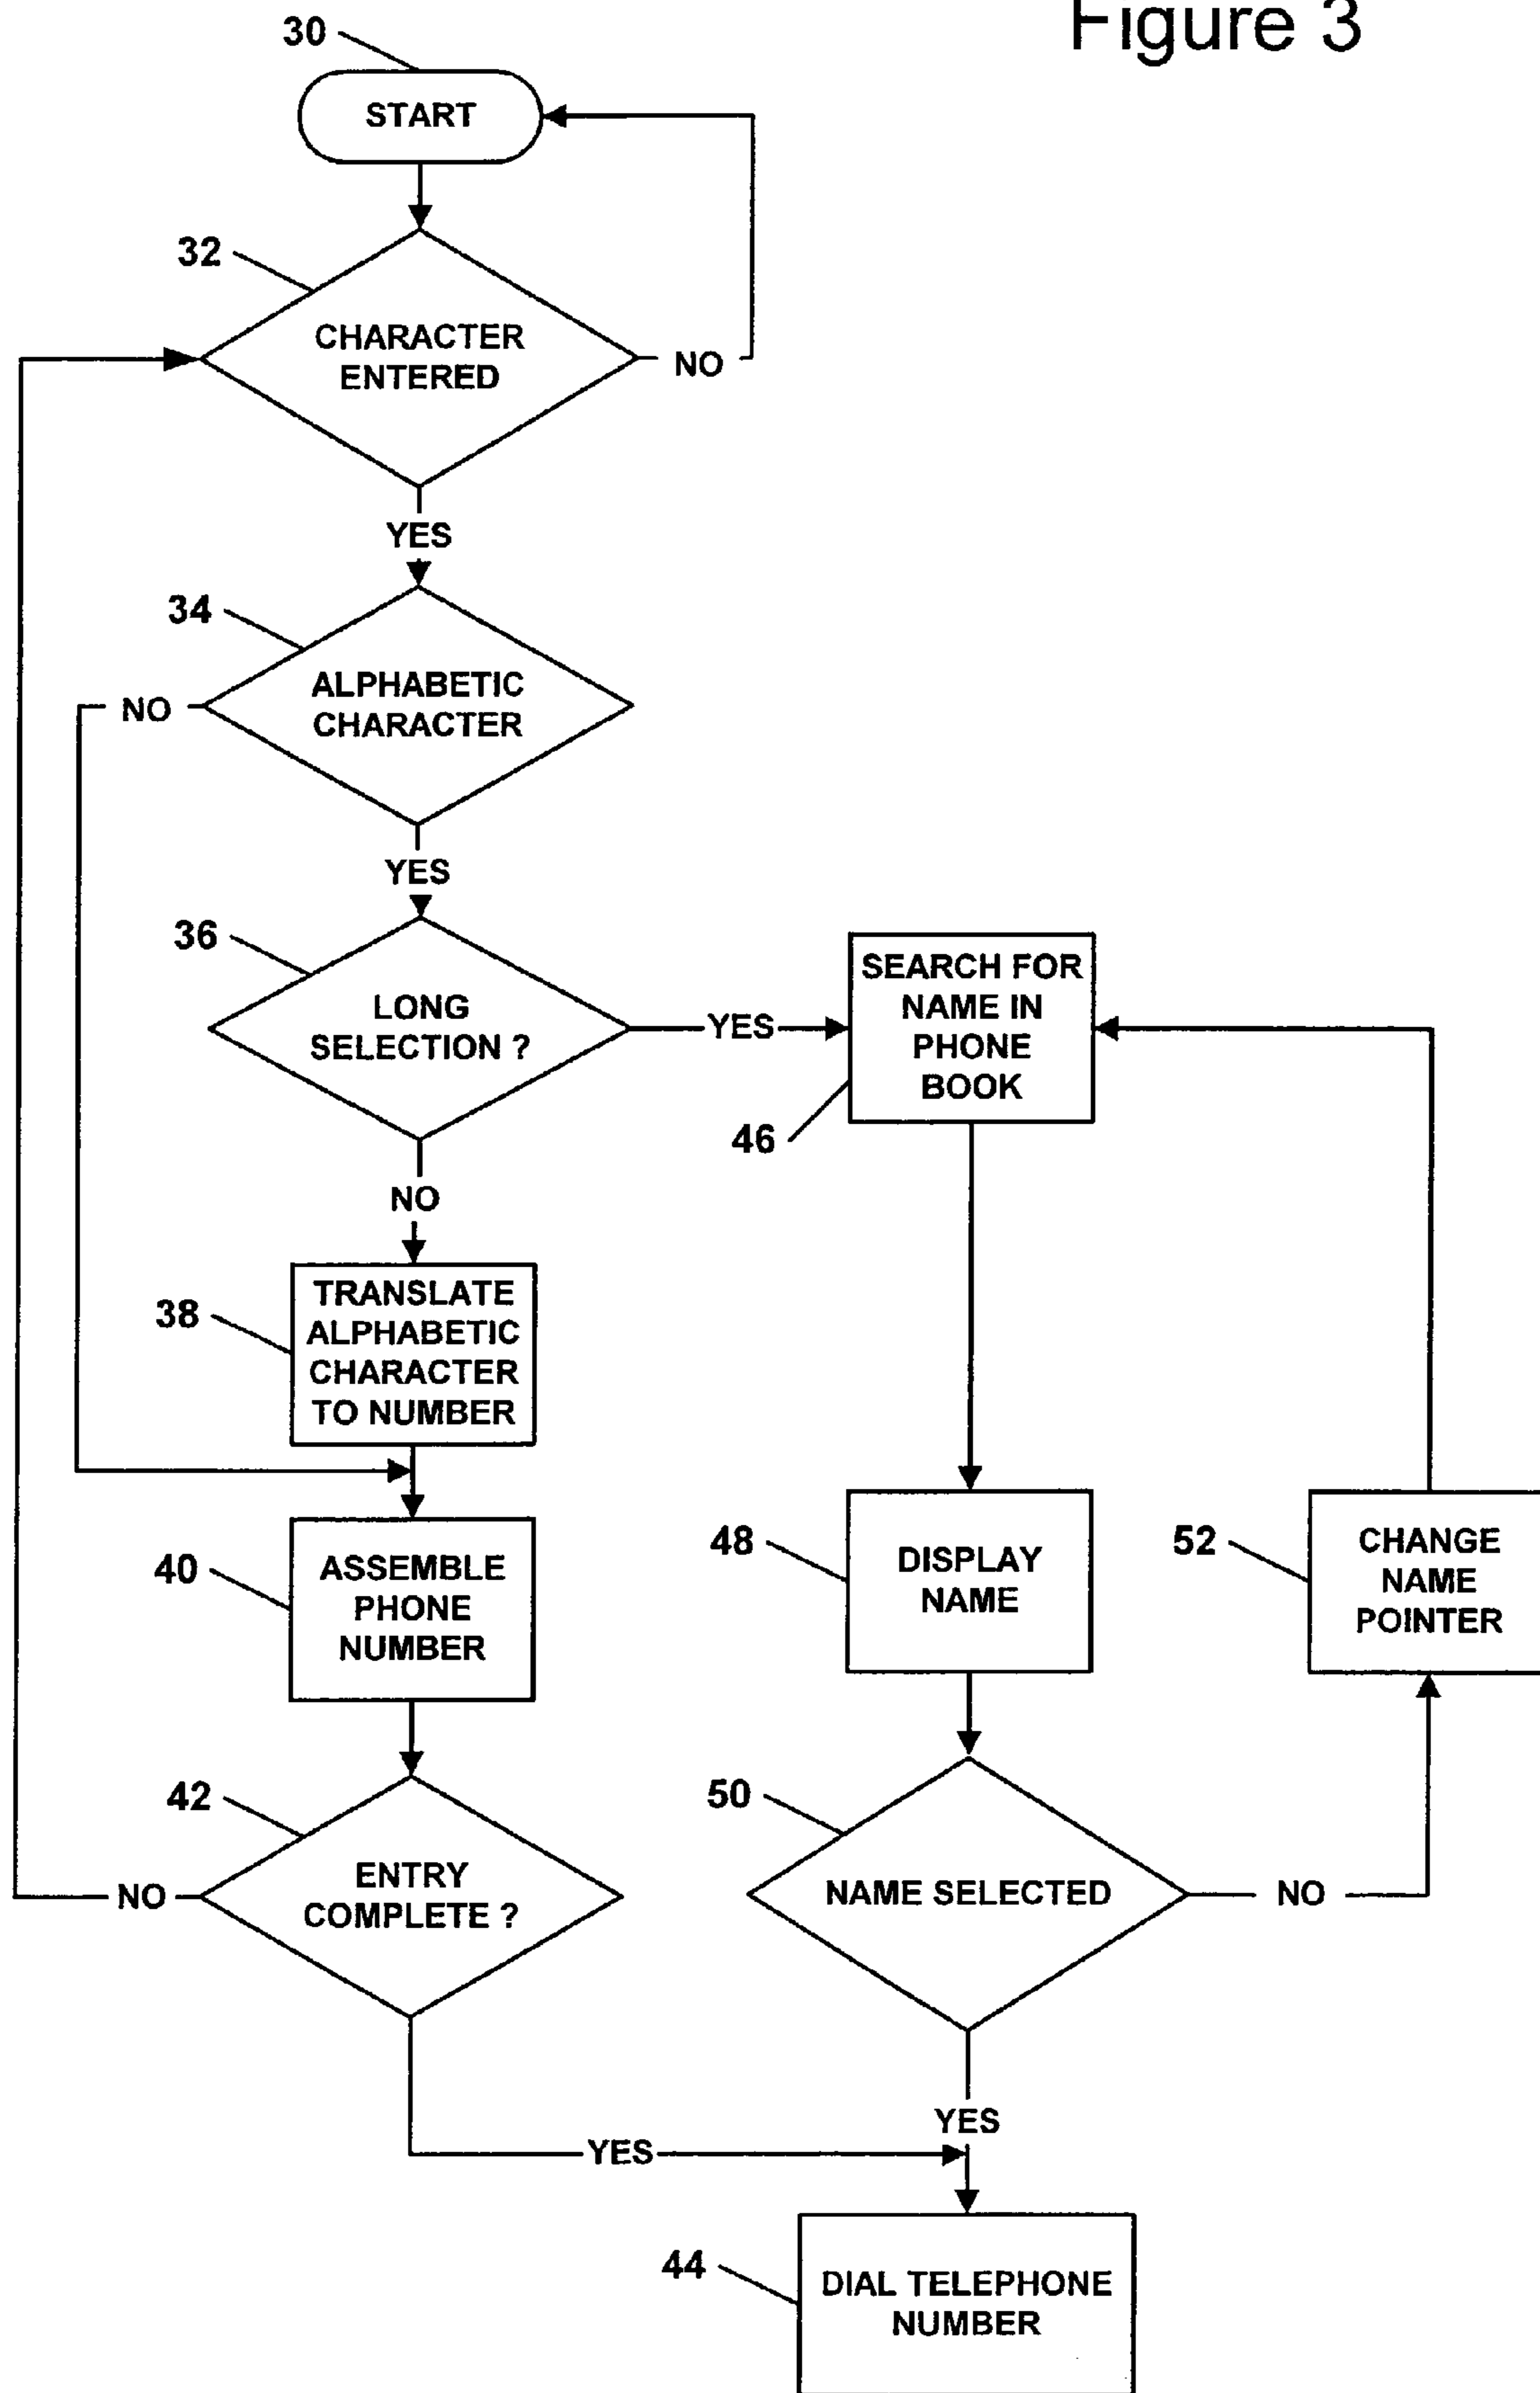 Figure 3
30
START
32
CHARACTER
ENTERED
NO
YES
34
ALPHABETIC
CHARACTER
NO
YES
36
LONG
SELECTION ?
YES
SEARCH FOR
NAME IN
PHONE
BOOK
46
NO
38
TRANSLATE
ALPHABETIC
CHARACTER
TO NUMBER
40
ASSEMBLE
PHONE
NUMBER
48
DISPLAY
NAME
52
CHANGE
NAME
POINTER
42
ENTRY
COMPLETE ?
NO
50
NAME SELECTED
NO
YES
YES
44
DIAL TELEPHONE
NUMBER